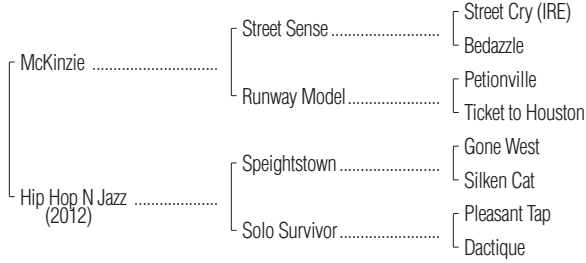 Street Cry (IRE)
Street Sense ..............................
Bedazzle
McKinzie ..............................
Petionville
Runway Model ......................
Ticket to Houston
Gone West
Speightstown ........................
Silken Cat
Hip Hop N Jazz ....................
(2012)
Pleasant Tap
Solo Survivor ........................
Dactique